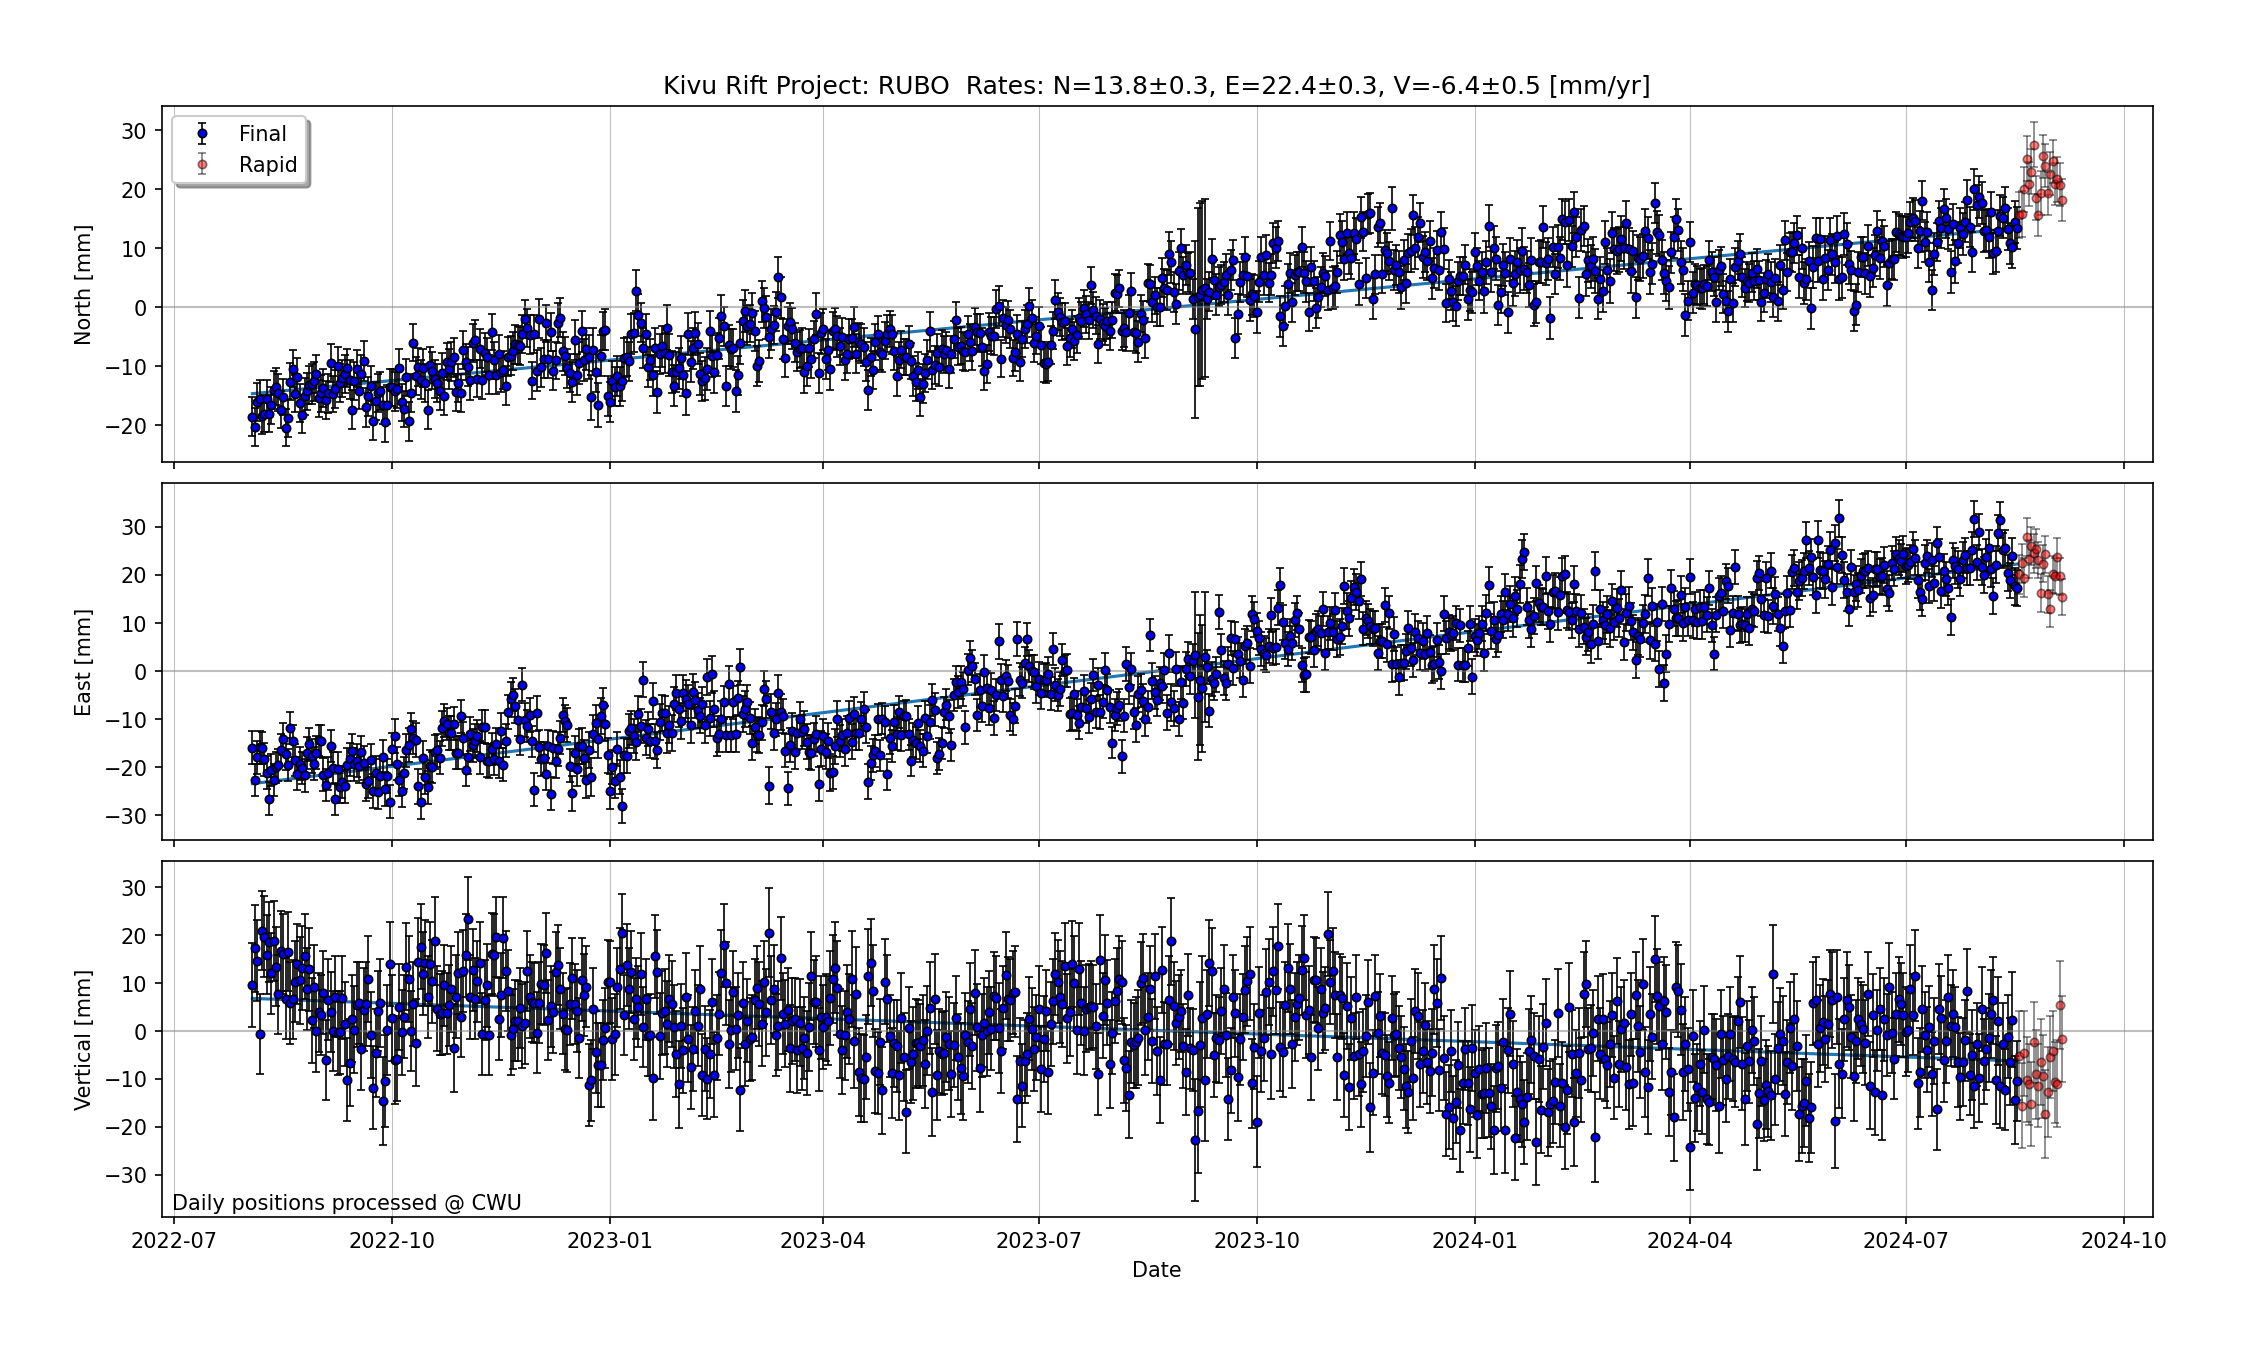 Kivu Rift Project: RUBO  Rates: N=13.8±0.3, E=22.4±0.3, V=-6.4±0.5 [mm/yr]
Final
Rapid
North [mm]
30
20
10
0
−10
−20
East [mm]
30
20
10
0
−10
−20
−30
Vertical [mm]
30
20
10
0
−10
−20
−30
Daily positions processed @ CWU
2022-07 2022-10 2023-01 2023-04 2023-07 2023-10 2024-01 2024-04 2024-07 2024-10
Date